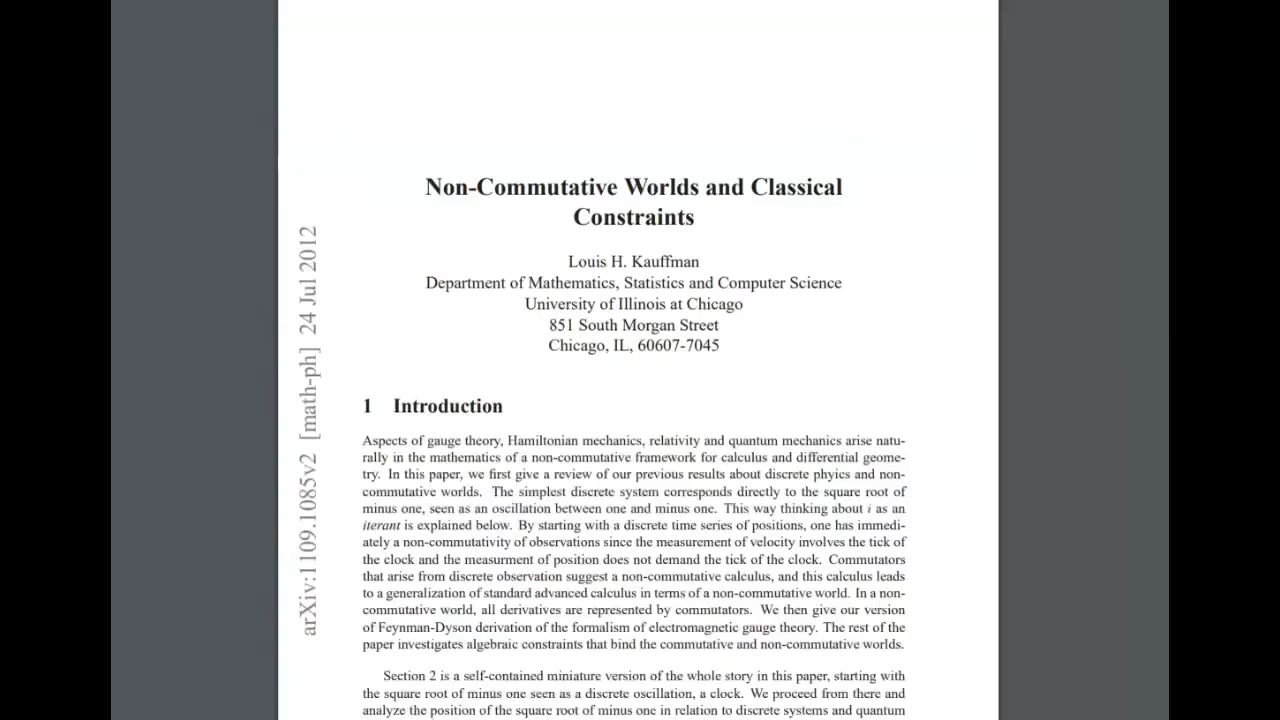 Non-Commutative Worlds and Classical
Constraints
Louis H. Kauffman
Department of Mathematics, Statistics and Computer Science
University of Illinois at Chicago
851 South Morgan Street
Chicago, IL, 60607-7045
arXiv:1109.1085v2 [math-ph] 24 Jul 2012
1 Introduction
Aspects of gauge theory, Hamiltonian mechanics, relativity and quantum mechanics arise natu-
rally in the mathematics of a non-commutative framework for calculus and differential geome-
try. In this paper, we first give a review of our previous results about discrete phyics and non-
commutative worlds. The simplest discrete system corresponds directly to the square root of
minus one, seen as an oscillation between one and minus one. This way thinking about i as an
iterant is explained below. By starting with a discrete time series of positions, one has immedi-
ately a non-commutativity of observations since the measurement of velocity involves the tick of
the clock and the measurment of position does not demand the tick of the clock. Commutators
that arise from discrete observation suggest a non-commutative calculus, and this calculus leads
to a generalization of standard advanced calculus in terms of a non-commutative world. In a non-
commutative world, all derivatives are represented by commutators. We then give our version
of Feynman-Dyson derivation of the formalism of electromagnetic gauge theory. The rest of the
paper investigates algebraic constraints that bind the commutative and non-commutative worlds.
Section 2 is a self-contained miniature version of the whole story in this paper, starting with
the square root of minus one seen as a discrete oscillation, a clock. We proceed from there and
analyze the position of the square root of minus one in relation to discrete systems and quantum